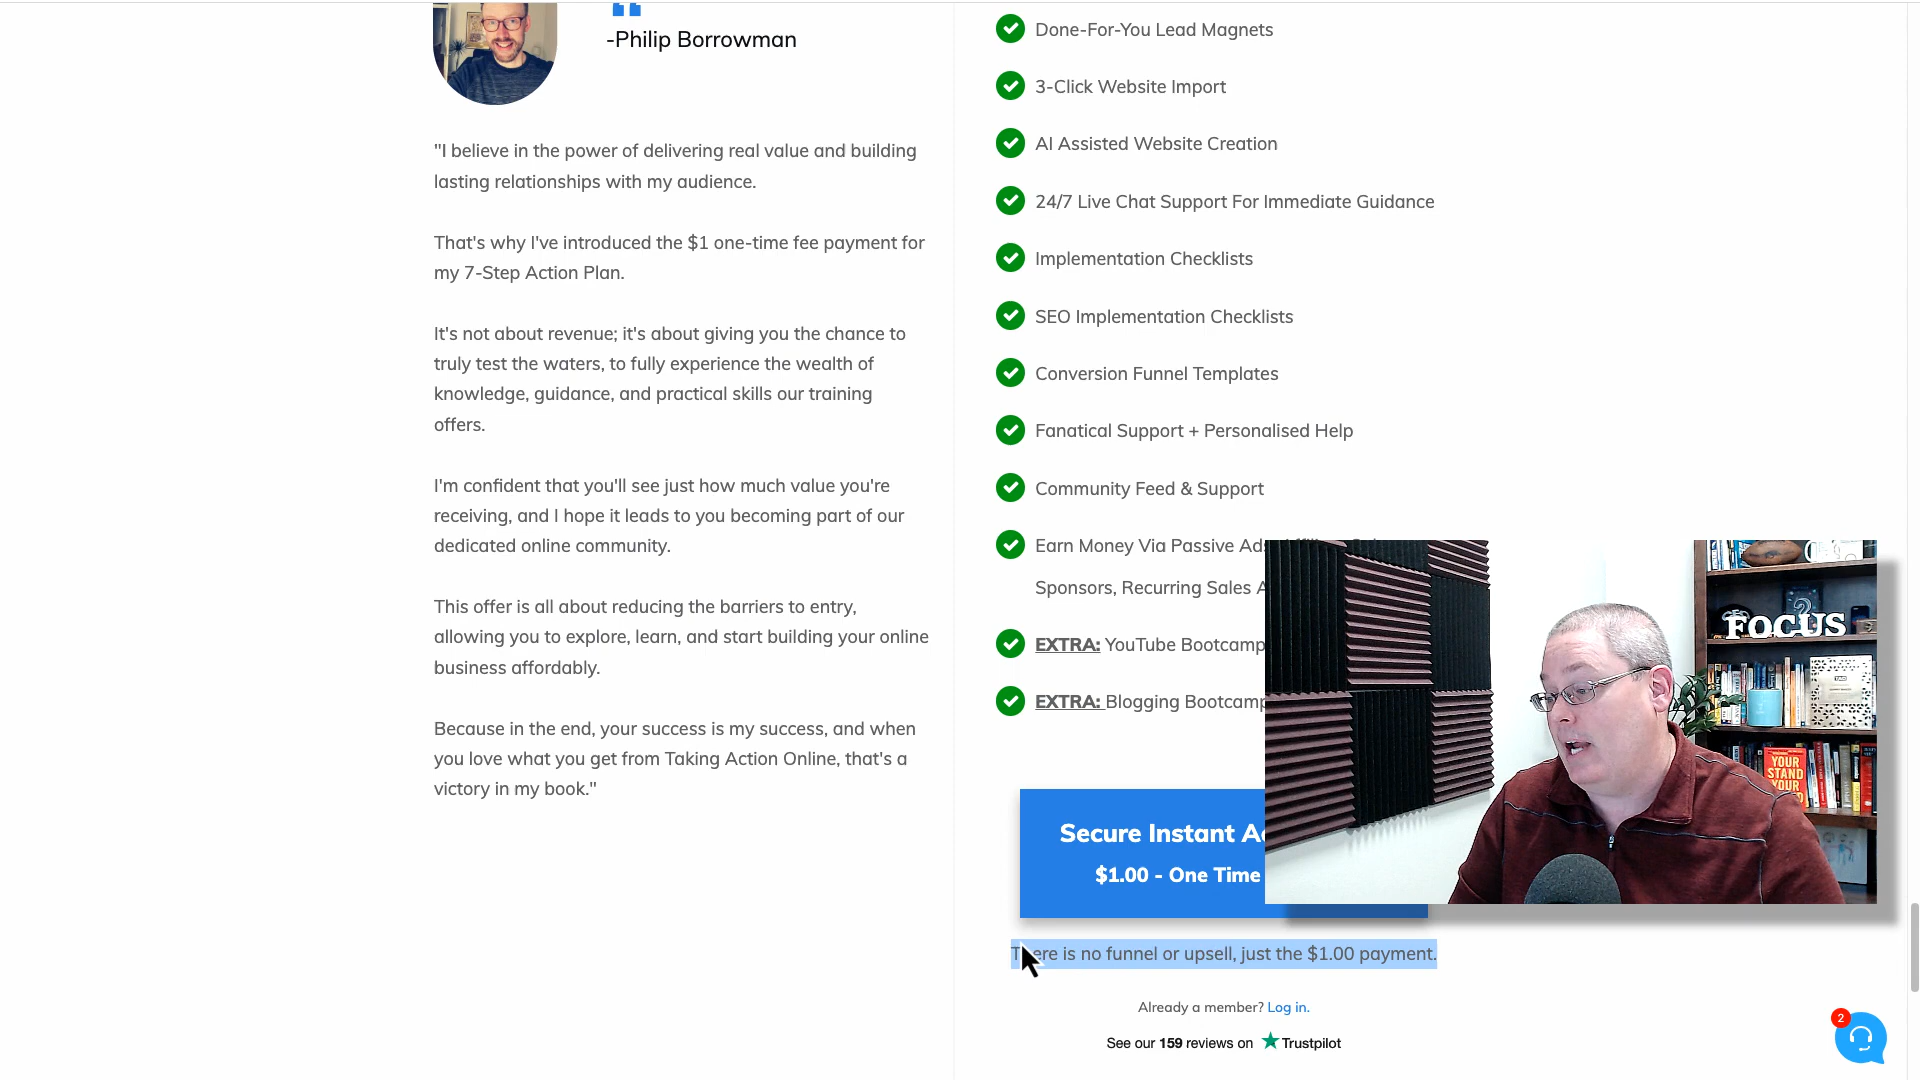 -Philip Borrowman
"I believe in the power of delivering real value and building
lasting relationships with my audience.
That's why I've introduced the $1 one-time fee payment for
my 7-Step Action Plan.
It's not about revenue; it's about giving you the chance to
truly test the waters, to fully experience the wealth of
knowledge, guidance, and practical skills our training
offers.
I'm confident that you'll see just how much value you're
receiving, and I hope it leads to you becoming part of our
dedicated online community.
This offer is all about reducing the barriers to entry,
allowing you to explore, learn, and start building your online
business affordably.
Because in the end, your success is my success, and when
you love what you get from Taking Action Online, that's a
victory in my book."
Done-For-You Lead Magnets
3-Click Website Import
AI Assisted Website Creation
24/7 Live Chat Support For Immediate Guidance
Implementation Checklists
SEO Implementation Checklists
Conversion Funnel Templates
Fanatical Support + Personalised Help
Community Feed & Support
Earn Money Via Passive Ads
Sponsors, Recurring Sales
EXTRA: YouTube Bootcamp
EXTRA: Blogging Bootcamp
Secure Instant
$1.00 - One Time
There is no funnel or upsell, just the $1.00 payment.
Already a member? Log in.
See our 159 reviews on Trustpilot
2
FOCUS
YOUR
STAND
YOUR